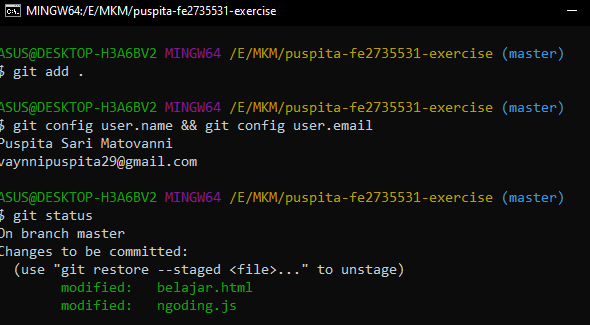 MINGW64:/E/MKM/puspita-fe2735531-exercise
ASUS@DESKTOP-H3A6BV2 MINGW64 /E/MKM/puspita-fe2735531-exercise (master)
$ git add .
ASUS@DESKTOP-H3A6BV2 MINGW64 /E/MKM/puspita-fe2735531-exercise (master)
$ git config user.name && git config user.email
Puspita Sari Matovanni
vaynnipuspita29@gmail.com
ASUS@DESKTOP-H3A6BV2 MINGW64 /E/MKM/puspita-fe2735531-exercise (master)
$ git status
On branch master
Changes to be committed:
(use "git restore --staged <file>..." to unstage)
modified: belajar.html
modified: ngoding.js